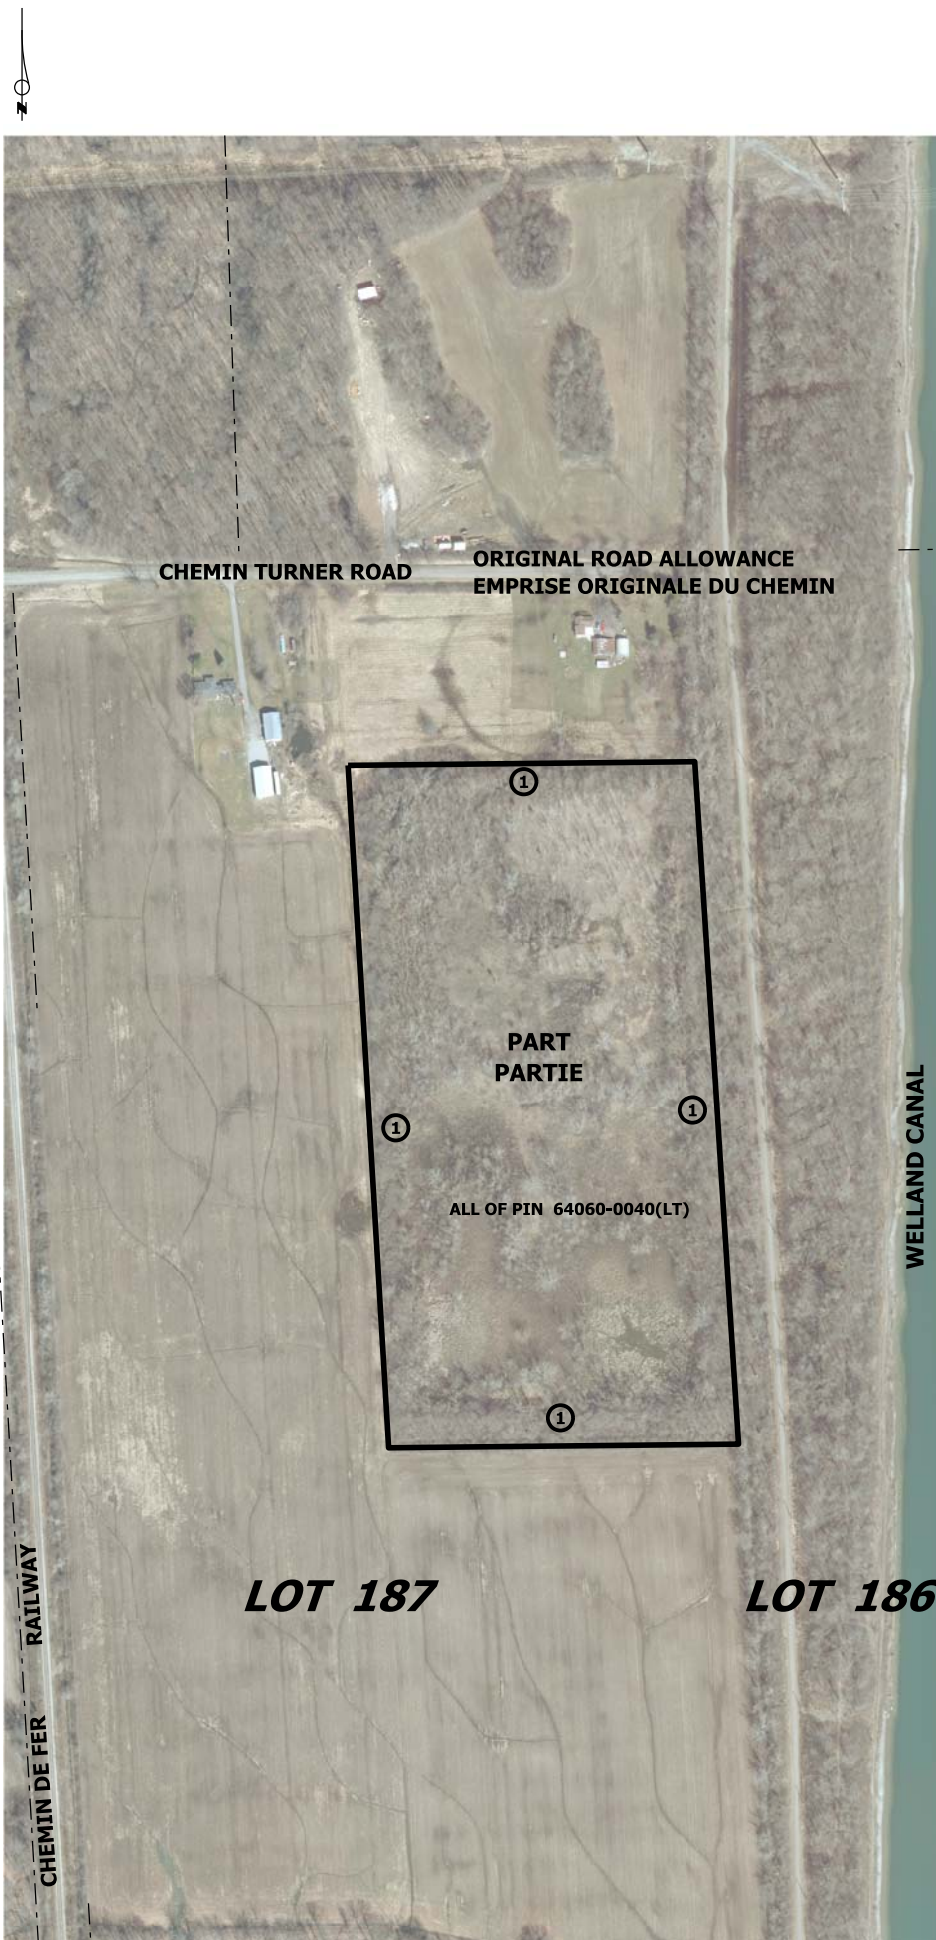 N
CHEMIN TURNER ROAD
ORIGINAL ROAD ALLOWANCE
EMPRISE ORIGINALE DU CHEMIN
1
PART
PARTIE
1
1
ALL OF PIN 64060-0040(LT)
WELLAND CANAL
1
LOT 187
LOT 186
RAILWAY
CHEMIN DE FER